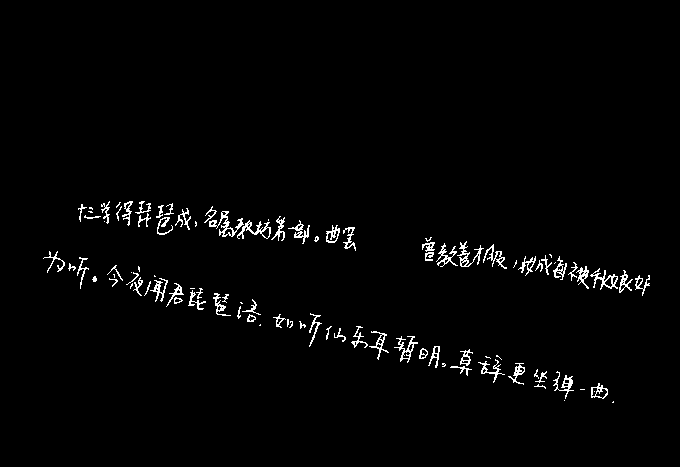 十三学得琵琶成，名属教坊第一部。曲罢 曾教善才服，妆成每被秋娘妒
为听。今夜闻君琵琶语，如听仙乐耳暂明。莫辞更坐弹一曲，